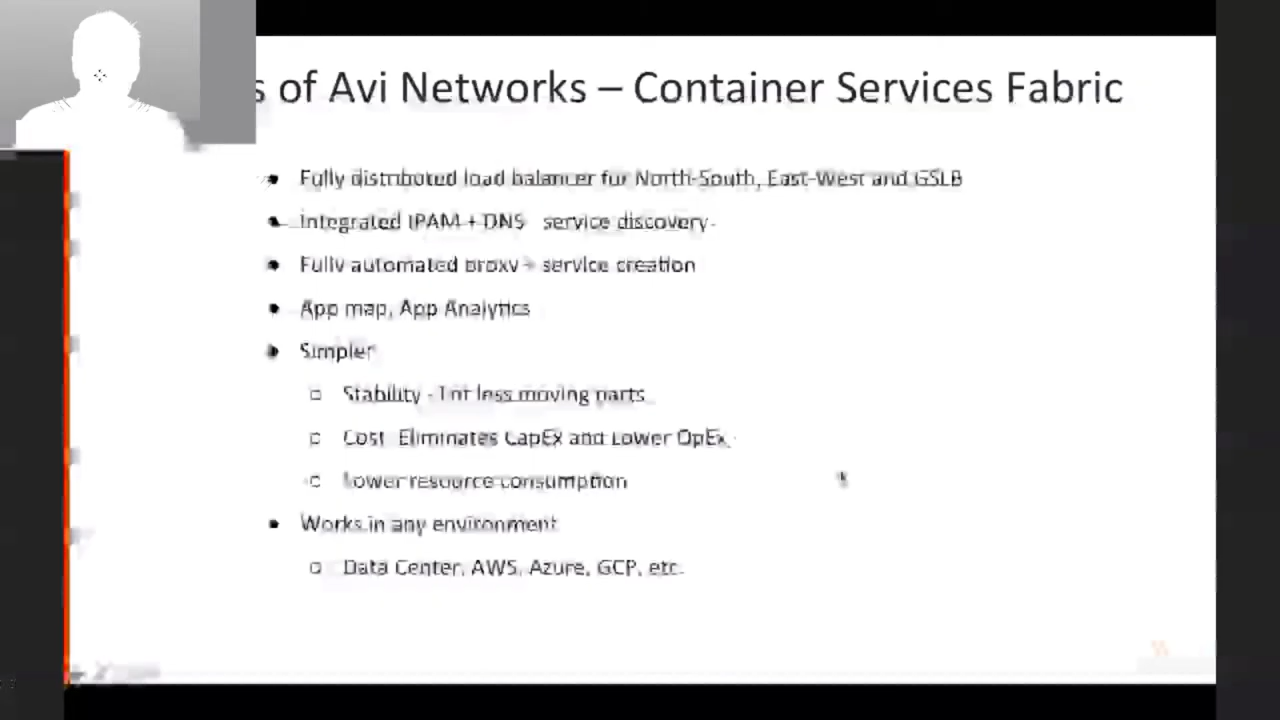 s of Avi Networks – Container Services Fabric
Fully distributed load balancer for North-South, East-West and GSLB
Integrated IPAM + DNS service discovery
Fully automated proxy - service creation
App map, App Analytics
Simpler
Stability - Lot less moving parts
Cost Eliminates CapEx and Lower OpEx
Lower resource consumption
Works in any environment
Data Center, AWS, Azure, GCP, etc.